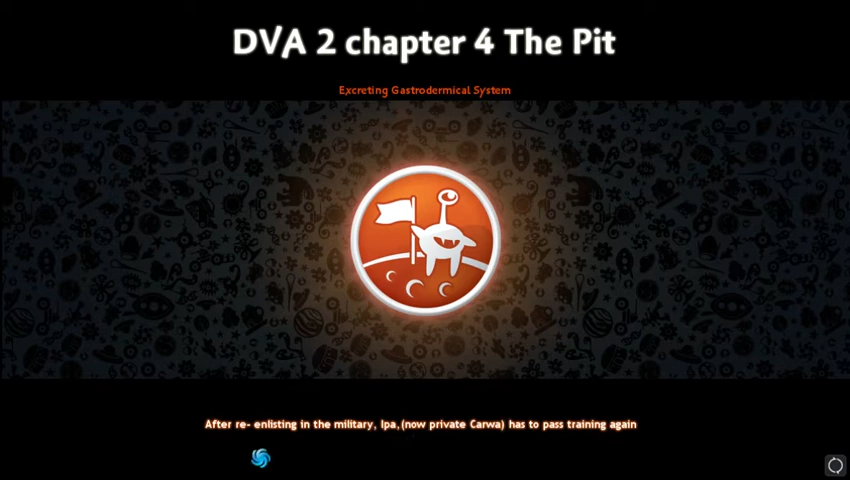 DVA 2 chapter 4 The Pit
Excreting Gastrodermical System
After re- enlisting in the military, Ipa,(now private Carwa) has to pass training again